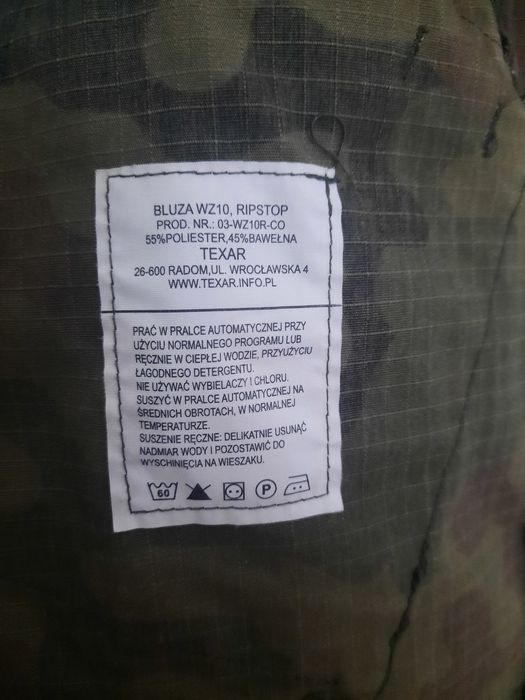 BLUZA WZ10, RIPSTOP
PROD. NR.: 03-WZ10R-CO
55%POLIESTER,45%BAWEŁNA
TEXAR
26-600 RADOM,UL. WROCŁAWSKA 4
WWW.TEXAR.INFO.PL
PRAĆ W PRALCE AUTOMATYCZNEJ PRZY
UŻYCIU NORMALNEGO PROGRAMU LUB
RĘCZNIE W CIEPŁEJ WODZIE, PRZYUŻYCIU
ŁAGODNEGO DETERGENTU.
NIE UŻYWAĆ WYBIELACZY I CHLORU.
SUSZYĆ W PRALCE AUTOMATYCZNEJ NA
ŚREDNICH OBROTACH, W NORMALNEJ
TEMPERATURZE.
SUSZENIE RĘCZNE: DELIKATNIE USUNĄĆ
NADMIAR WODY I POZOSTAWIĆ DO
WYSCHNIĘCIA NA WIESZAKU.
60 P